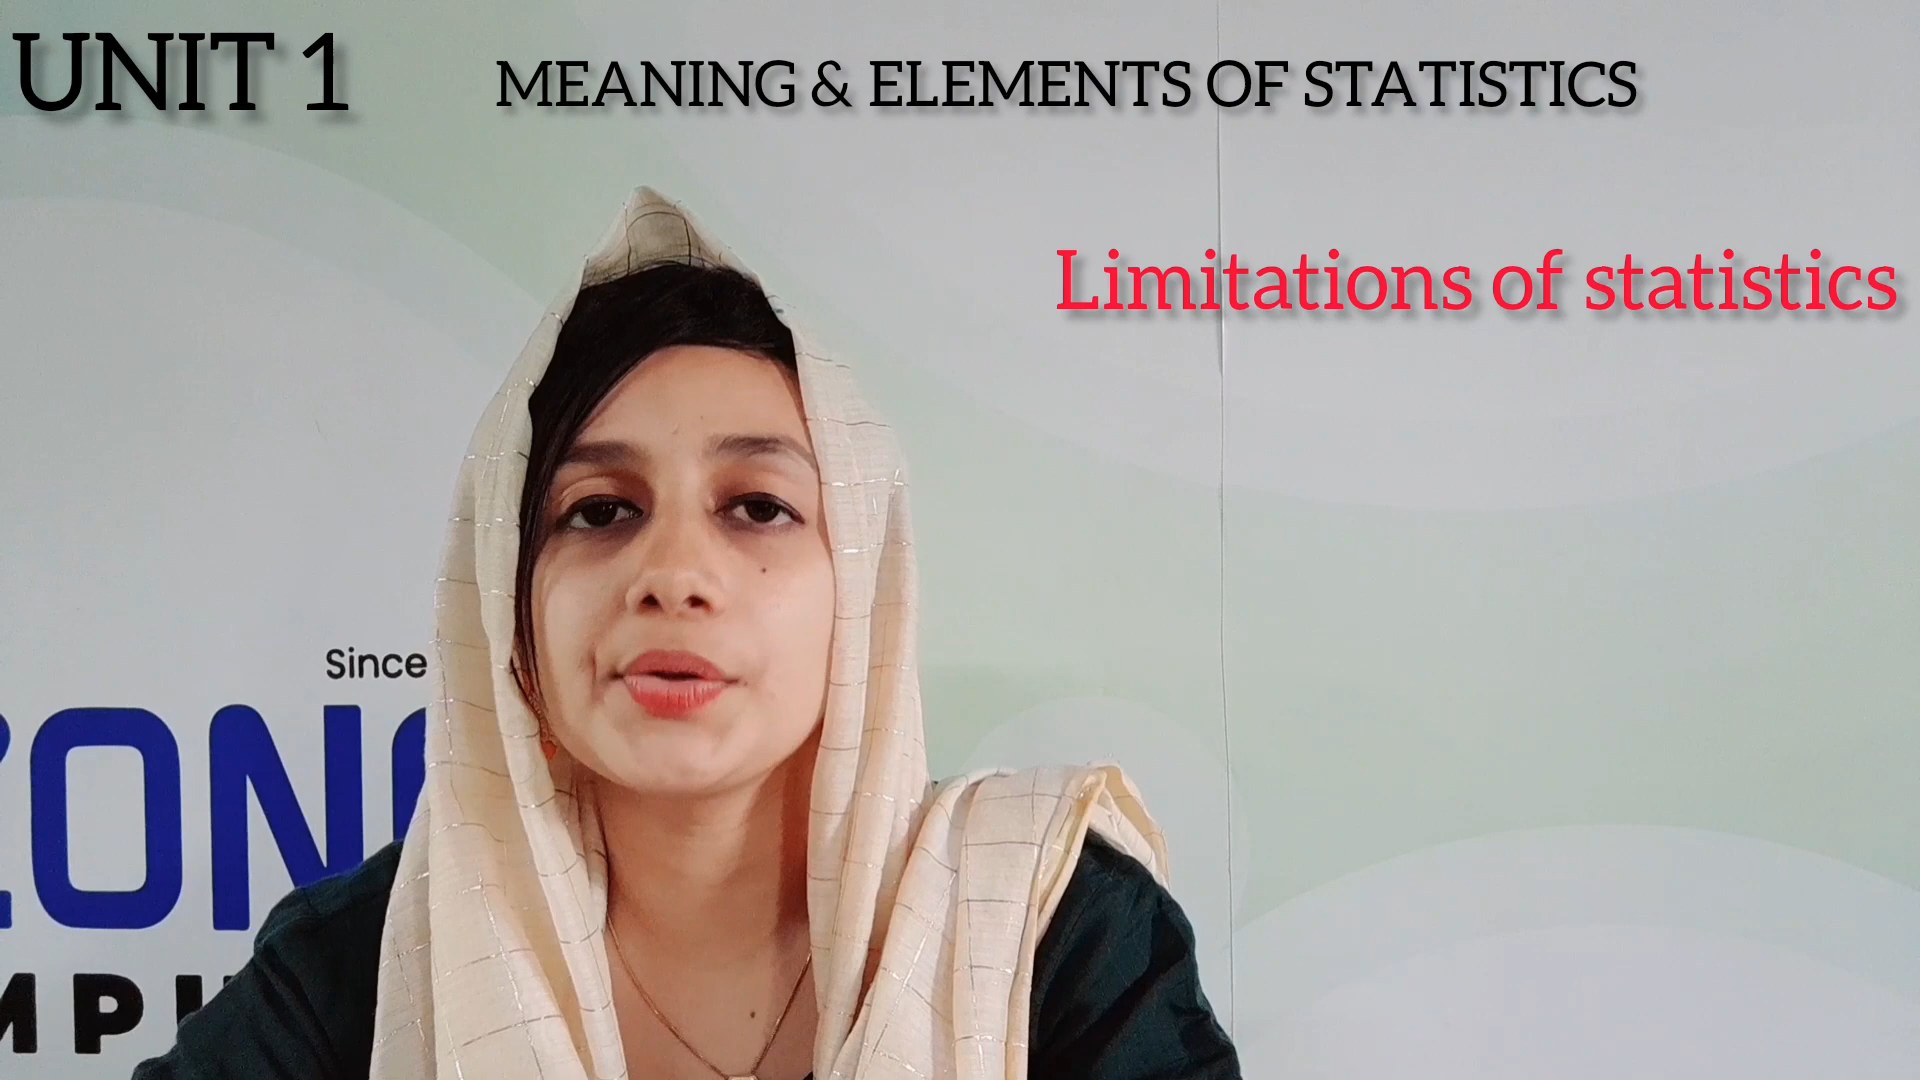 UNIT 1
MEANING & ELEMENTS OF STATISTICS
Limitations of statistics
Since